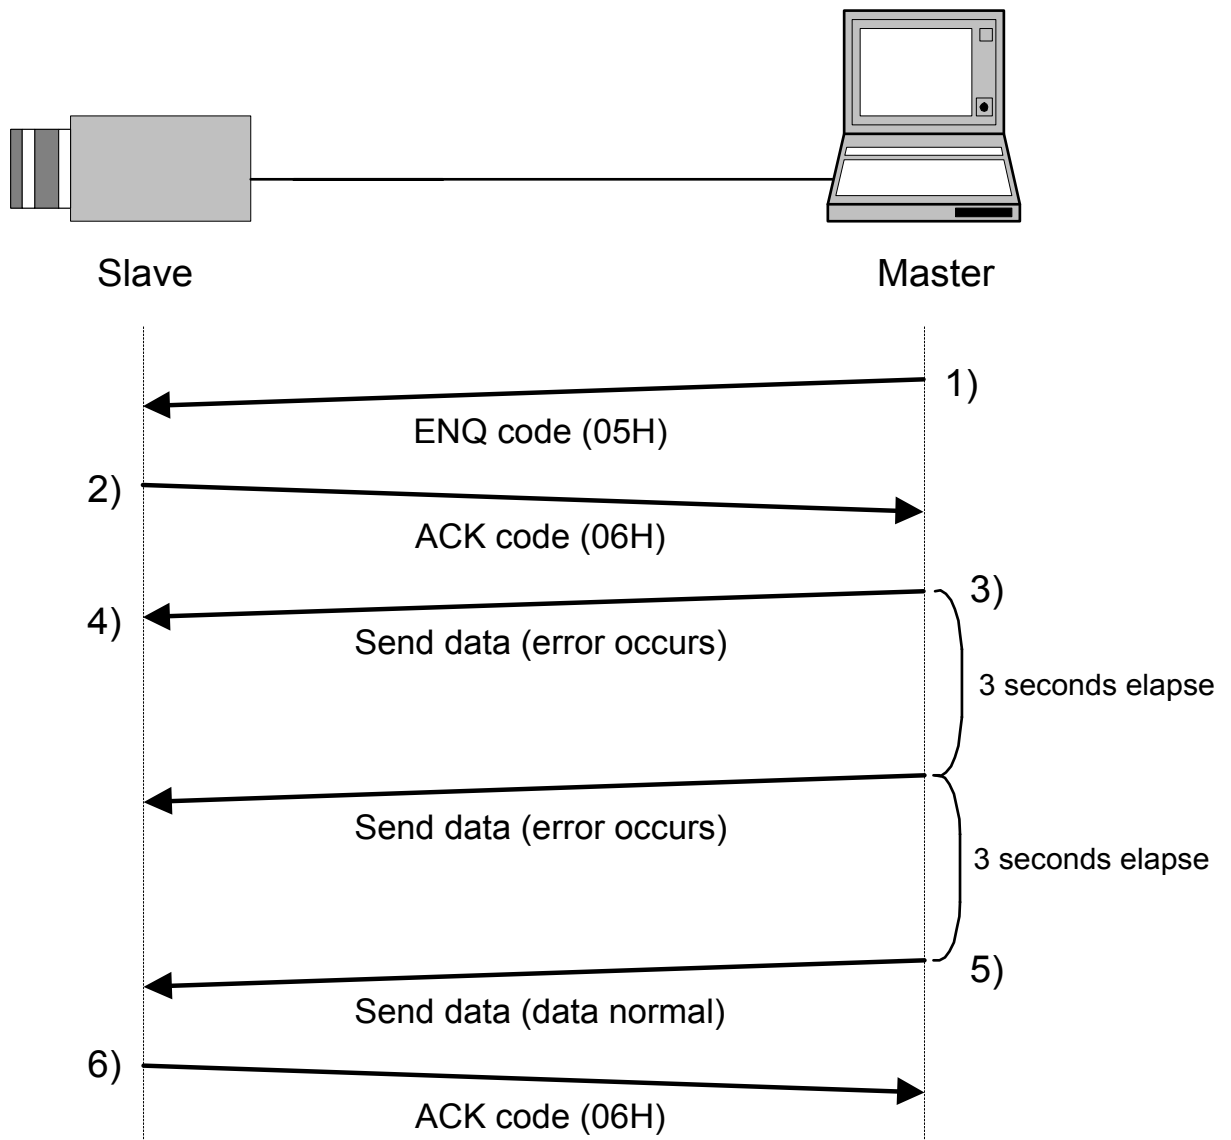 Slave
Master
1)
ENQ code (05H)
2)
ACK code (06H)
3)
4)
Send data (error occurs)
3 seconds elapse
Send data (error occurs)
3 seconds elapse
5)
Send data (data normal)
6)
ACK code (06H)